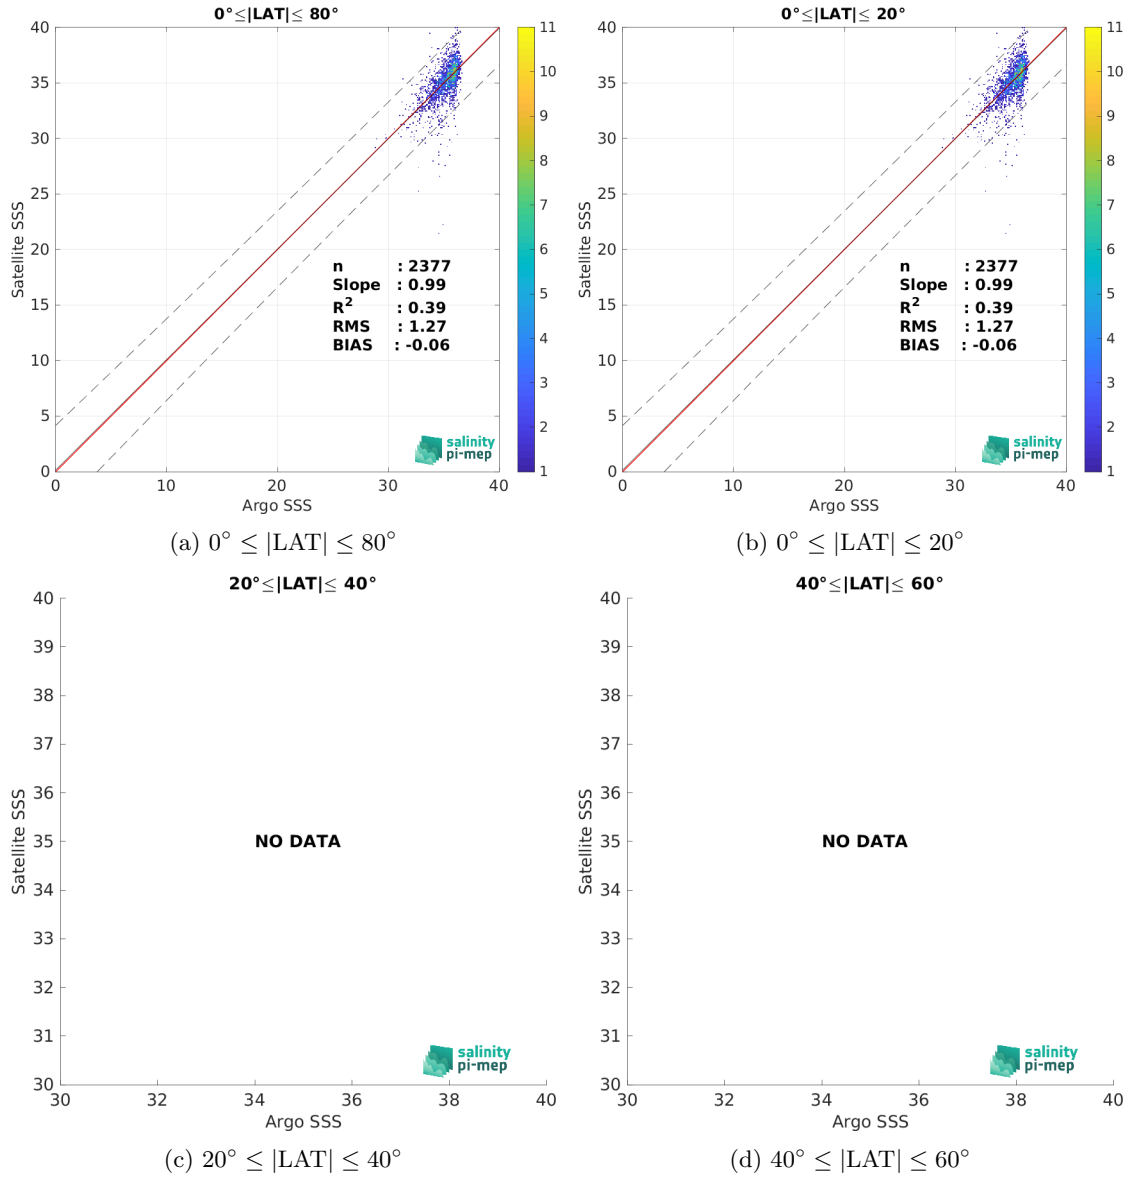 0°≤|LAT|≤ 80°
40
35
30
25
20
15
10
5
0
Satellite SSS
n : 2377
Slope : 0.99
R² : 0.39
RMS : 1.27
BIAS : -0.06
salinity
pi-mep
0 10 20 30 40
Argo SSS
11
10
9
8
7
6
5
4
3
2
1
(a) 0° ≤ |LAT| ≤ 80°
0°≤|LAT|≤ 20°
40
35
30
25
20
15
10
5
0
Satellite SSS
n : 2377
Slope : 0.99
R² : 0.39
RMS : 1.27
BIAS : -0.06
salinity
pi-mep
0 10 20 30 40
Argo SSS
11
10
9
8
7
6
5
4
3
2
1
(b) 0° ≤ |LAT| ≤ 20°
20°≤|LAT|≤ 40°
40
39
38
37
36
35
34
33
32
31
30
Satellite SSS
NO DATA
salinity
pi-mep
30 32 34 36 38 40
Argo SSS
(c) 20° ≤ |LAT| ≤ 40°
40°≤|LAT|≤ 60°
40
39
38
37
36
35
34
33
32
31
30
Satellite SSS
NO DATA
salinity
pi-mep
30 32 34 36 38 40
Argo SSS
(d) 40° ≤ |LAT| ≤ 60°